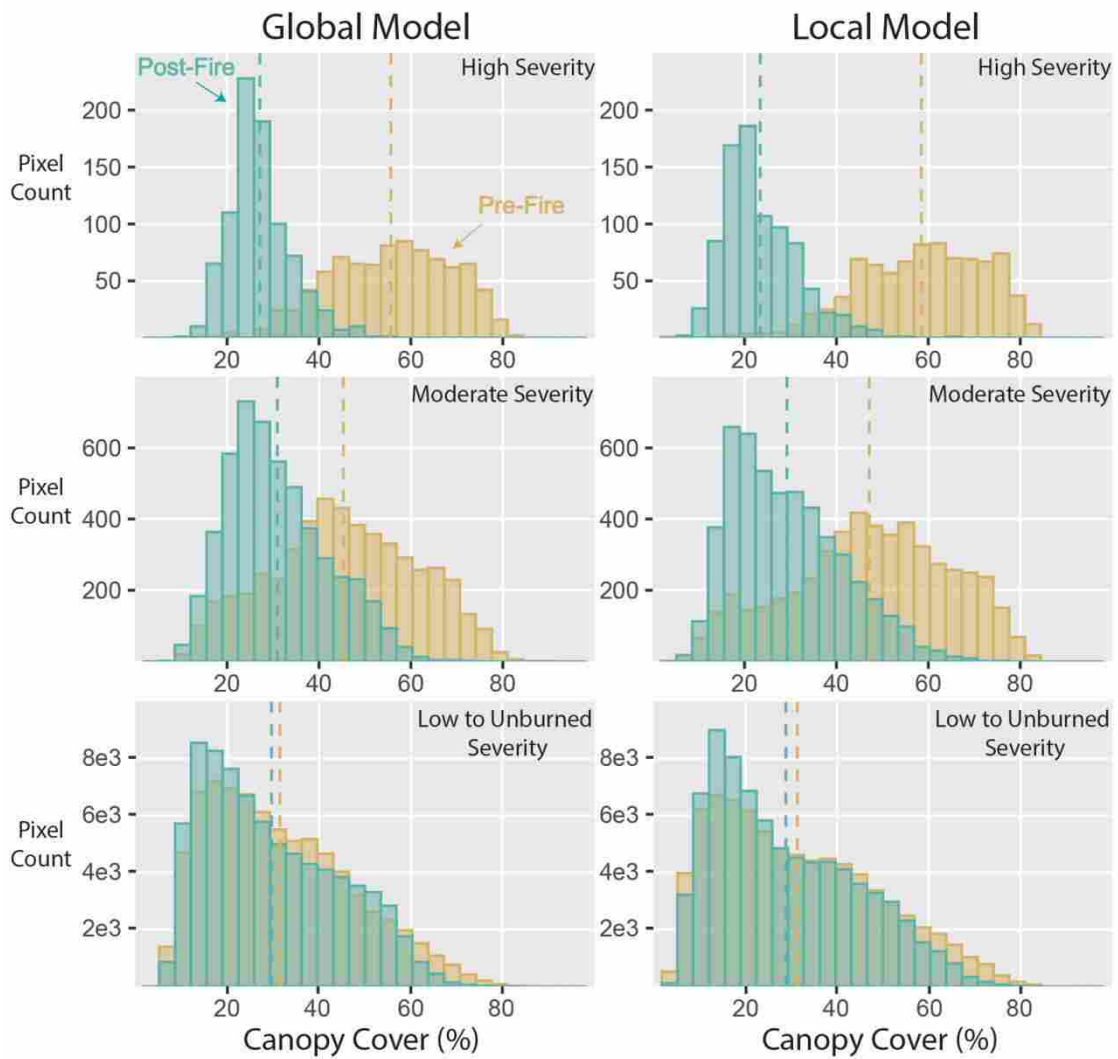 Global Model
Local Model
Post-Fire
High Severity
High Severity
200
150
100
50
Pixel
Count
Pre-Fire
200
150
100
50
20 40 60 80
20 40 60 80
Moderate Severity
Moderate Severity
600
400
200
Pixel
Count
600
400
200
20 40 60 80
20 40 60 80
Low to Unburned
Severity
Low to Unburned
Severity
8e3
6e3
4e3
2e3
Pixel
Count
8e3
6e3
4e3
2e3
20 40 60 80
20 40 60 80
Canopy Cover (%)
Canopy Cover (%)